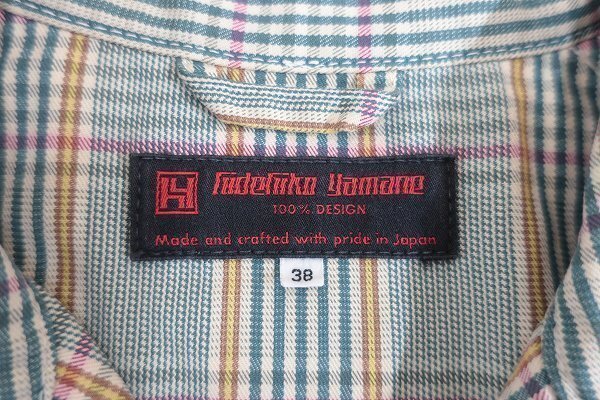 Hidehiko Yamane
100% DESIGN
Made and crafted with pride in Japan
38